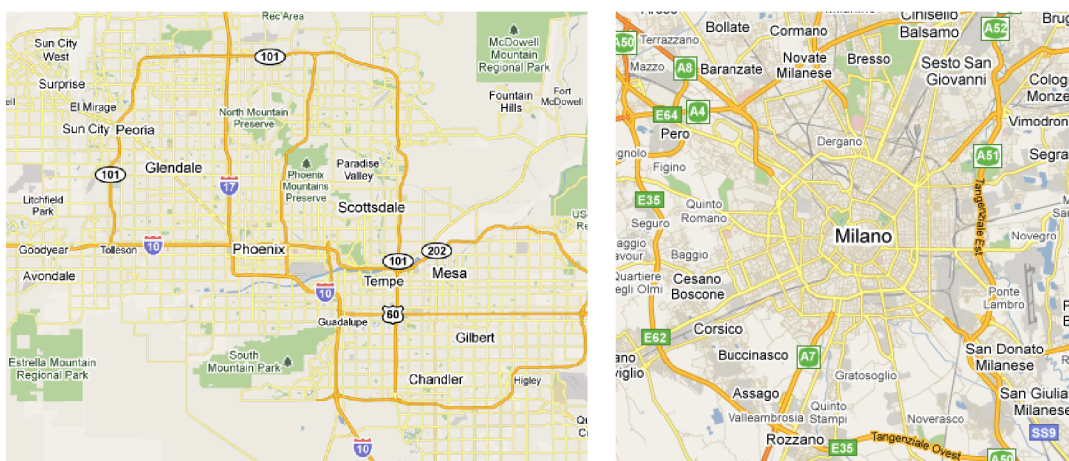 Rec Area
Sun City
West
McDowell
Mountain
Regional Park
101
Surprise
El Mirage
Fountain
Hills
Fort
McDowell
North Mountain
Preserve
Sun City
Peoria
Glendale
101
17
Phoenix
Mountains
Preserve
Paradise
Valley
Litchfield
Park
Scottsdale
Goodyear
Tolleson
10
Phoenix
202
101
Avondale
Tempe
Mesa
10
Guadalupe
60
Gilbert
Estrella Mountain
Regional Park
South
Mountain Park
Chandler
Higley
10
Bollate
Cormano
Cinisello
Balsamo
A52
A50
Terrazzano
Mazzo
A8
Baranzate
Novate
Milanese
Bresso
Sesto San
Giovanni
E64
A4
Pero
Dergano
Vimodron
A51
Figino
E35
Quinto
Romano
Tangenziale Est
Seguro
Milano
Novegro
Baggio
Cesano
Boscone
Ponte
Lambro
E62
Corsico
A7
Buccinasco
San Donato
Milanese
Gratosoglio
Assago
San Giulia
Milanese
Valleambrosia
Quinto
Stampi
Noverasco
SS9
Rozzano
E35
Tangenziale Ovest
A50